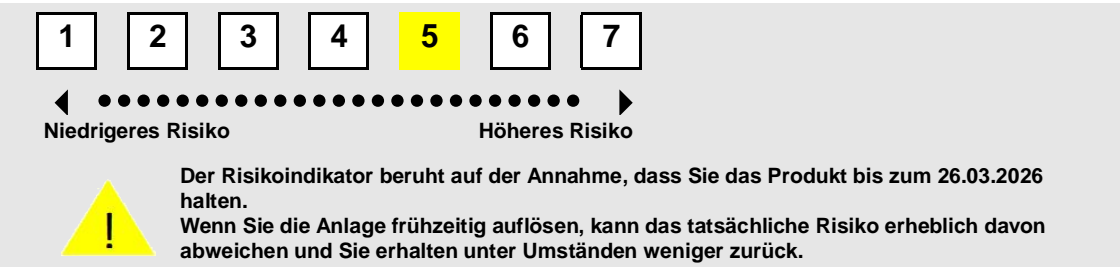 1 2 3 4 5 6 7
Niedrigeres Risiko Höheres Risiko
Der Risikoindikator beruht auf der Annahme, dass Sie das Produkt bis zum 26.03.2026
halten.
Wenn Sie die Anlage frühzeitig auflösen, kann das tatsächliche Risiko erheblich davon
abweichen und Sie erhalten unter Umständen weniger zurück.
!